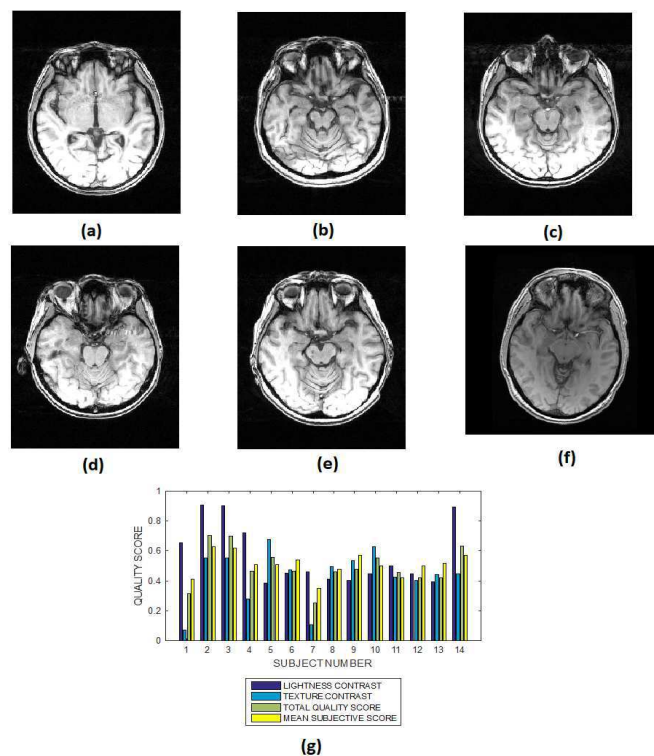 (a)
(b)
(c)
(d)
(e)
(f)
1
0.8
0.6
0.4
0.2
0
QUALITY SCORE
1 2 3 4 5 6 7 8 9 10 11 12 13 14
SUBJECT NUMBER
LIGHTNESS CONTRAST
TEXTURE CONTRAST
TOTAL QUALITY SCORE
MEAN SUBJECTIVE SCORE
(g)